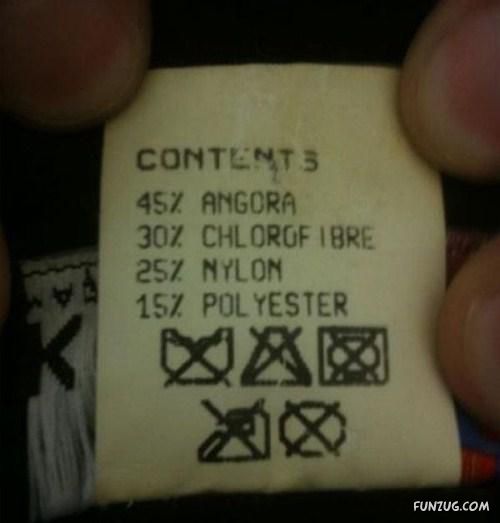 CONTENTS
45% ANGORA
30% CHLOROFIBRE
25% NYLON
15% POLYESTER
K
FUNZUG.COM